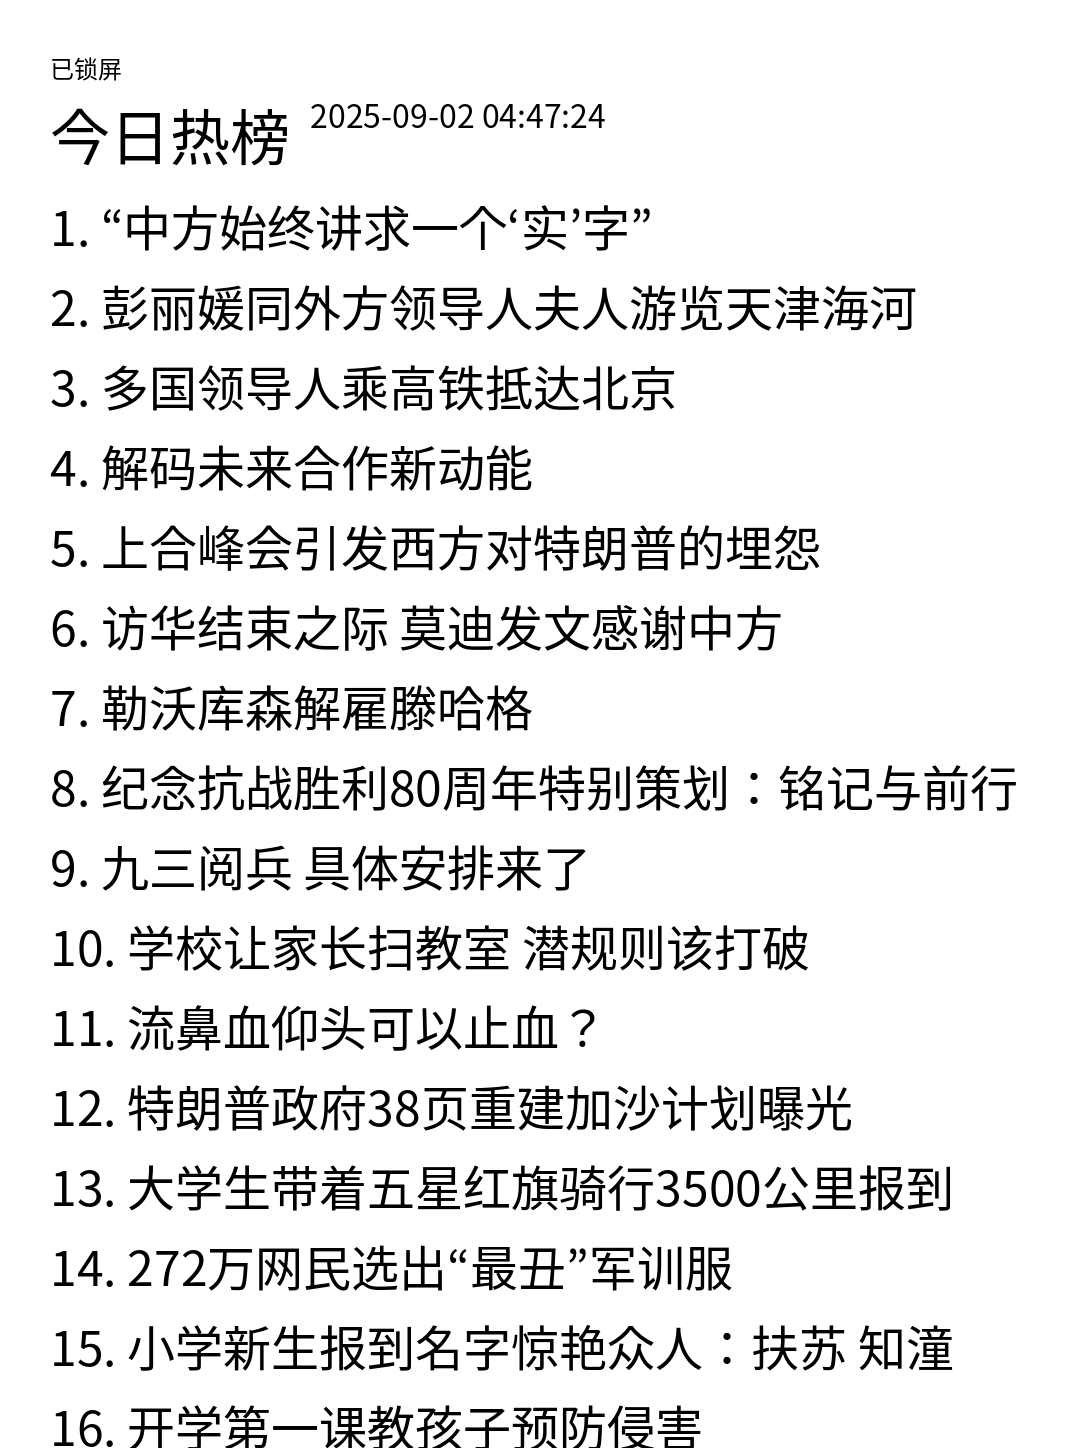 已锁屏
今日热榜 2025-09-02 04:47:24
1. “中方始终讲求一个‘实’字”
2. 彭丽媛同外方领导人夫人游览天津海河
3. 多国领导人乘高铁抵达北京
4. 解码未来合作新动能
5. 上合峰会引发西方对特朗普的埋怨
6. 访华结束之际 莫迪发文感谢中方
7. 勒沃库森解雇滕哈格
8. 纪念抗战胜利80周年特别策划：铭记与前行
9. 九三阅兵 具体安排来了
10. 学校让家长扫教室 潜规则该打破
11. 流鼻血仰头可以止血？
12. 特朗普政府38页重建加沙计划曝光
13. 大学生带着五星红旗骑行3500公里报到
14. 272万网民选出“最丑”军训服
15. 小学新生报到名字惊艳众人：扶苏 知潼
16. 开学第一课教孩子预防侵害